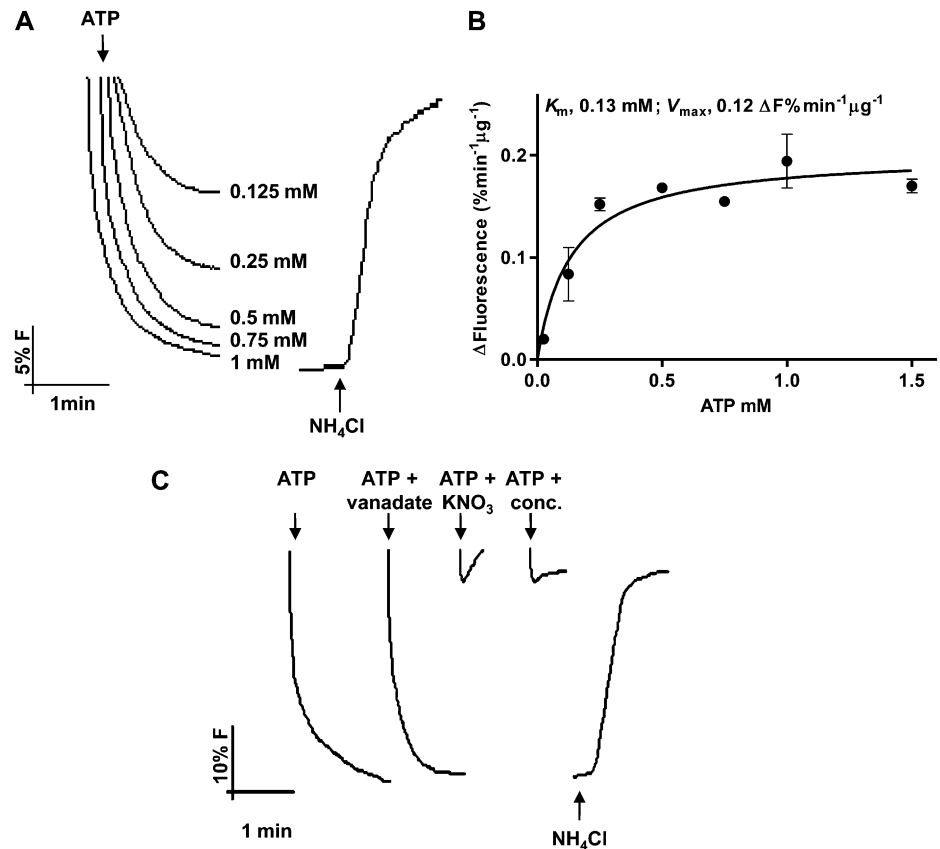 A
ATP
0.125 mM
0.25 mM
0.5 mM
0.75 mM
1 mM
5% F
1min
NH₄Cl
B
Kₘ, 0.13 mM; Vₘₐₓ, 0.12 ΔF% min⁻¹μg⁻¹
ΔFluorescence (%min⁻¹μg⁻¹)
0.2
0.1
0.0
0.0 0.5 1.0 1.5
ATP mM
C
ATP
ATP +
vanadate
ATP +
KNO₃
ATP +
conc.
10% F
1 min
NH₄Cl